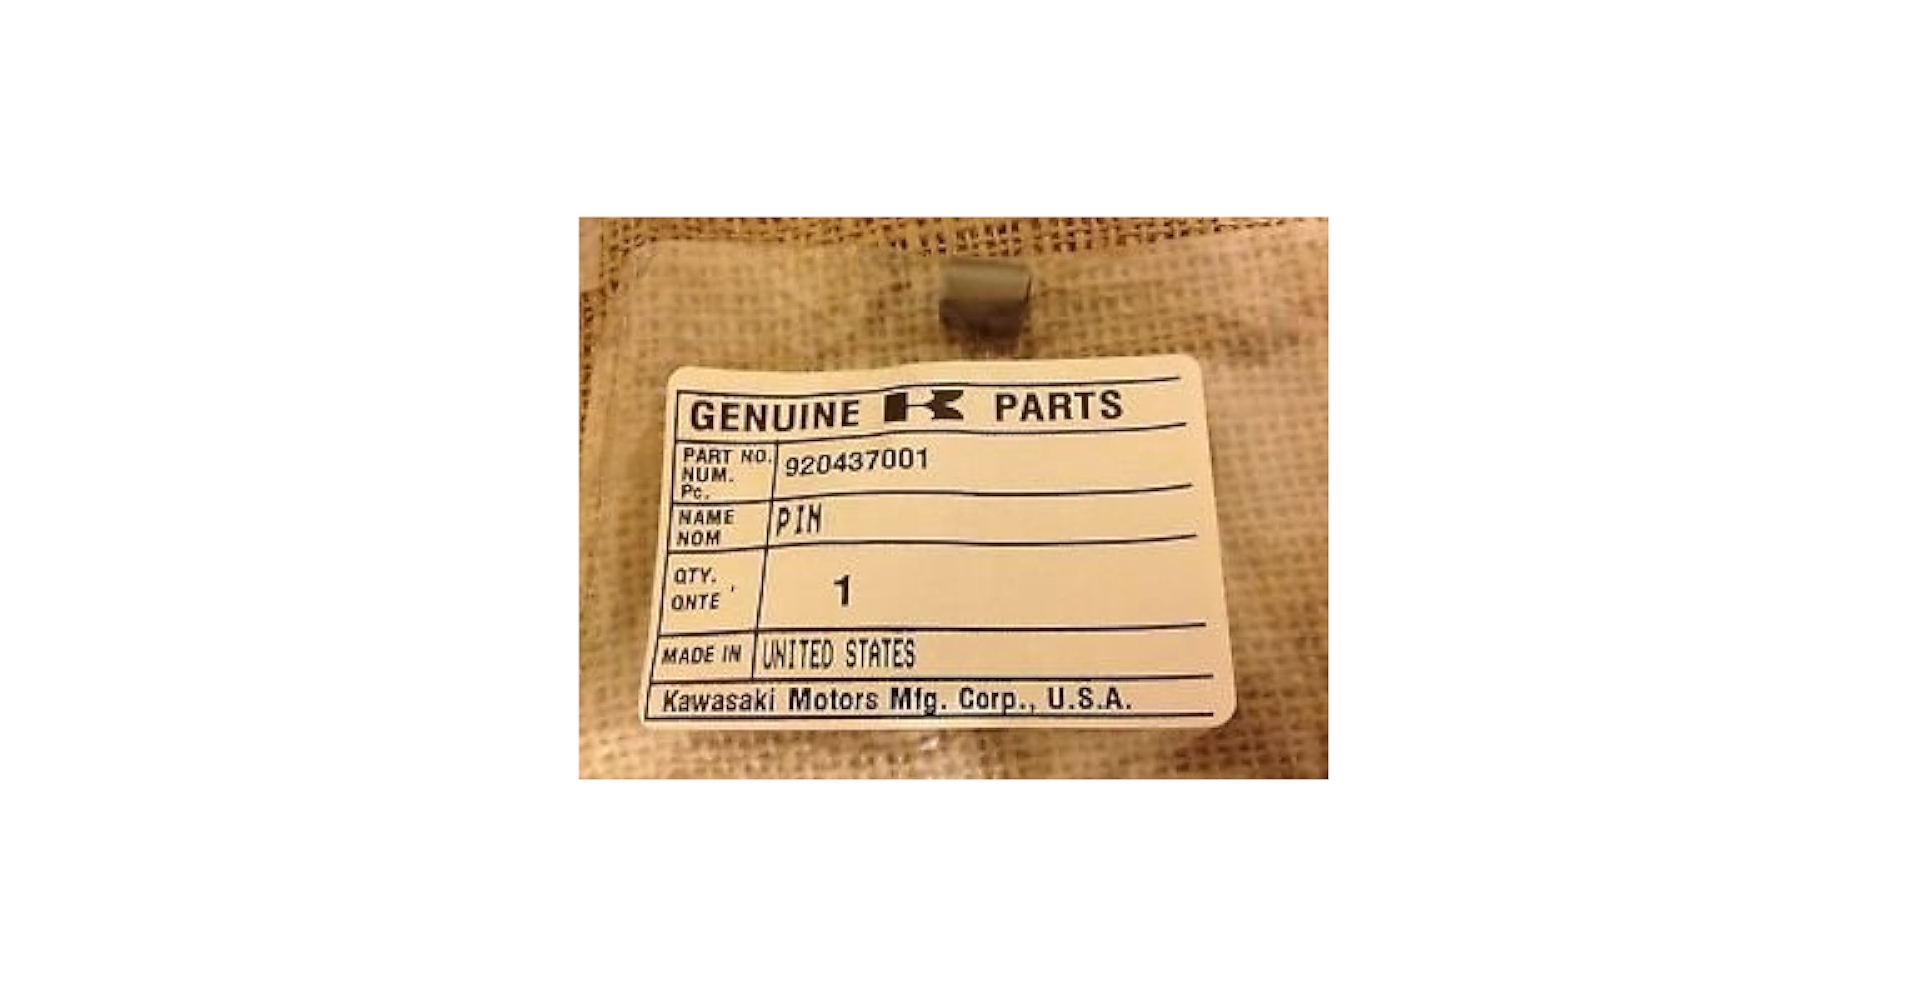 GENUINE K PARTS
PART NO. 920437001
NUM.
Pc.
NAME PIN
NOM
QTY. 1
QNTE
MADE IN UNITED STATES
Kawasaki Motors Mfg. Corp., U.S.A.